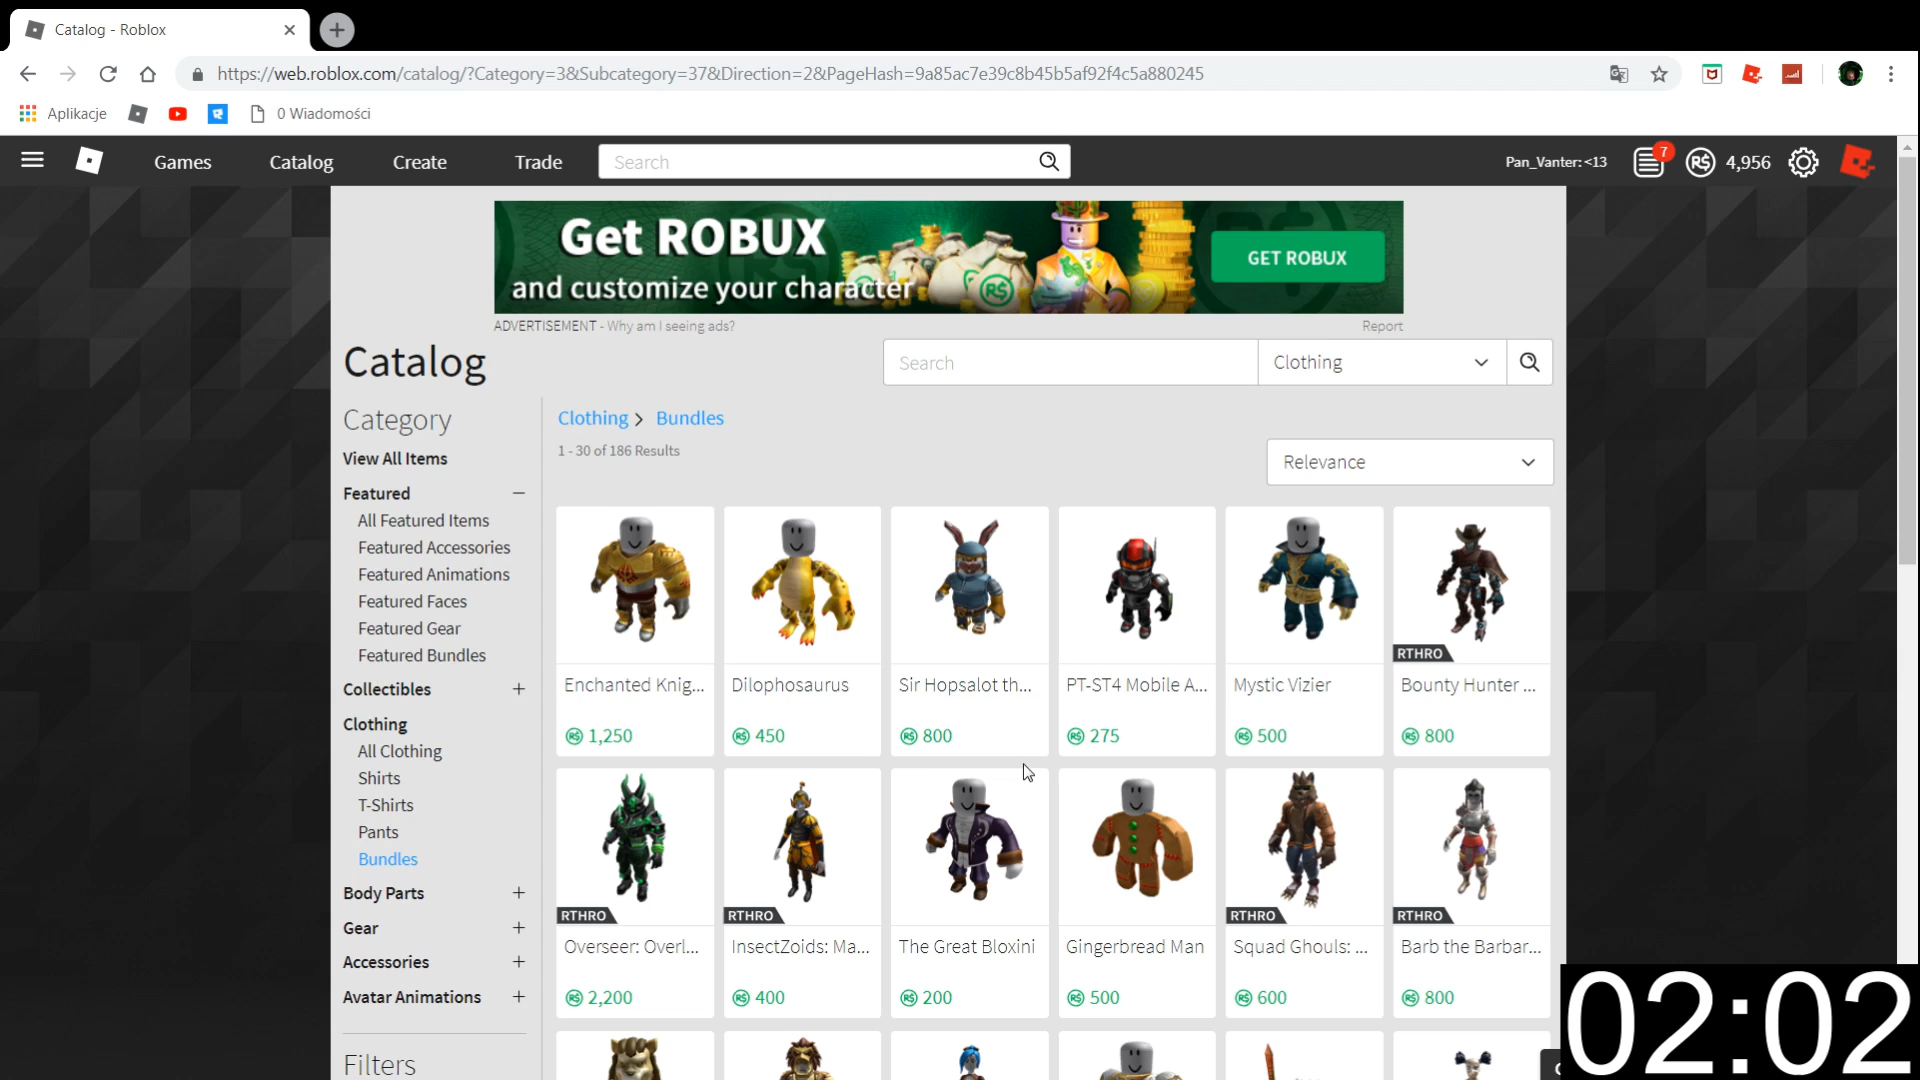 Catalog - Roblox
https://web.roblox.com/catalog/?Category=3&Subcategory=37&Direction=2&PageHash=9a85ac7e39c8b45b5af92f4c5a880245
Aplikacje
0 Wiadomości
Games
Catalog
Create
Trade
Search
Pan_Vanter: <13
7
4,956
Get ROBUX
and customize your character
GET ROBUX
ADVERTISEMENT - Why am I seeing ads?
Report
Catalog
Search
Clothing
Category
View All Items
Featured
All Featured Items
Featured Accessories
Featured Animations
Featured Faces
Featured Gear
Featured Bundles
Collectibles
Clothing
All Clothing
Shirts
T-Shirts
Pants
Bundles
Body Parts
Gear
Accessories
Avatar Animations
Filters
Clothing > Bundles
1 - 30 of 186 Results
Relevance
RTHRO
Enchanted Knig...
Dilophosaurus
Sir Hopsalot th...
PT-ST4 Mobile A...
Mystic Vizier
Bounty Hunter ...
R$ 1,250
R$ 450
R$ 800
R$ 275
R$ 500
R$ 800
RTHRO
RTHRO
RTHRO
RTHRO
Overseer: Overl...
InsectZoids: Ma...
The Great Bloxini
Gingerbread Man
Squad Ghouls: ...
Barb the Barbar...
R$ 2,200
R$ 400
R$ 200
R$ 500
R$ 600
R$ 800
02:02